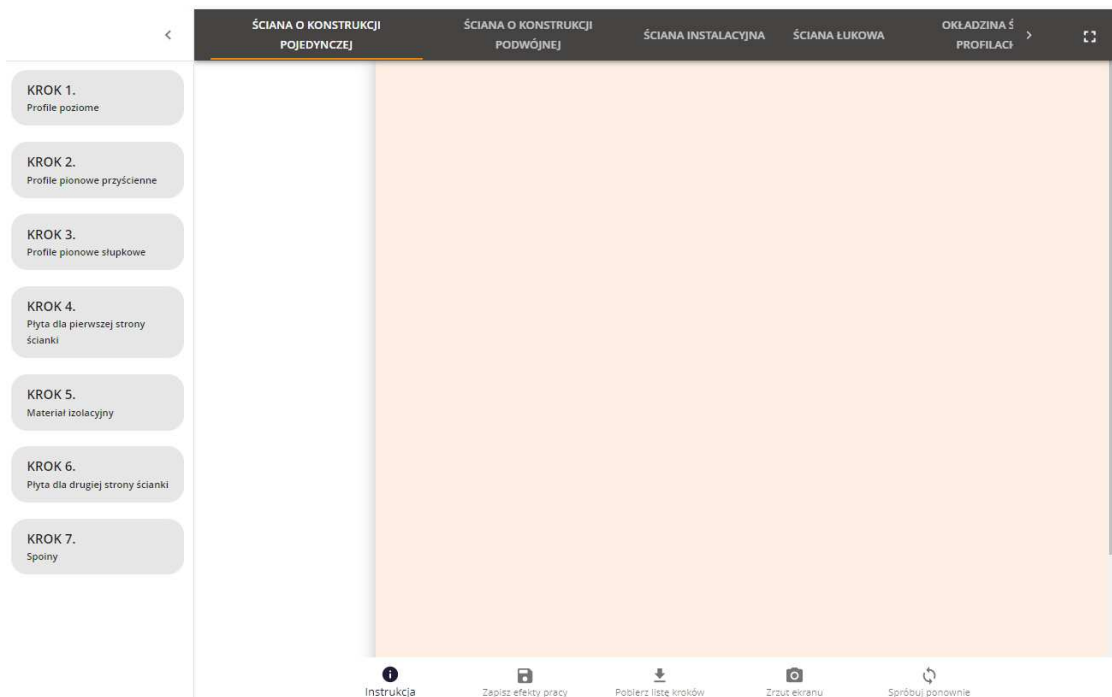 ŚCIANA O KONSTRUKCJI
POJEDYNCZEJ
ŚCIANA O KONSTRUKCJI
PODWÓJNEJ
ŚCIANA INSTALACYJNA
ŚCIANA ŁUKOWA
OKŁADZINA Ś
PROFILACH
KROK 1.
Profile poziome
KROK 2.
Profile pionowe przyścienne
KROK 3.
Profile pionowe słupkowe
KROK 4.
Płyta dla pierwszej strony
ścianki
KROK 5.
Materiał izolacyjny
KROK 6.
Płyta dla drugiej strony ścianki
KROK 7.
Spoiny
Instrukcja
Zapisz efekty pracy
Pobierz listę kroków
Zrzut ekranu
Spróbuj ponownie